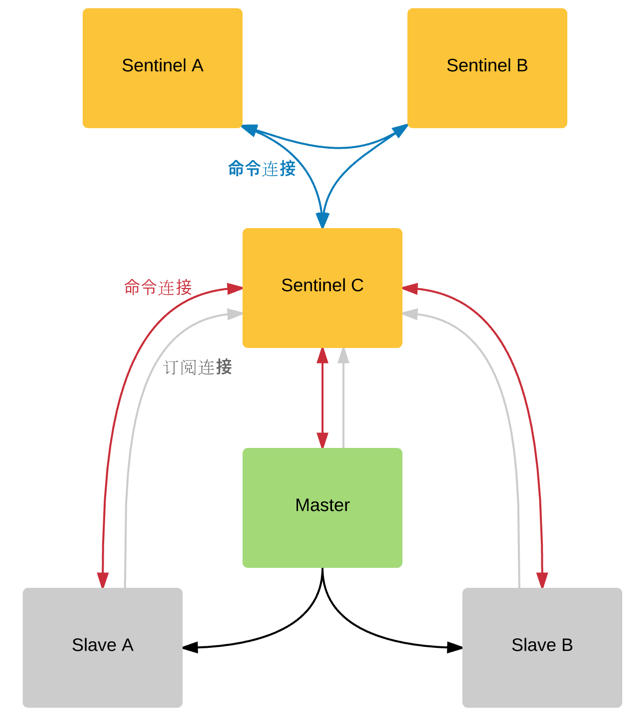 Sentinel A
Sentinel B
命令连接
Sentinel C
命令连接
订阅连接
Master
Slave A
Slave B